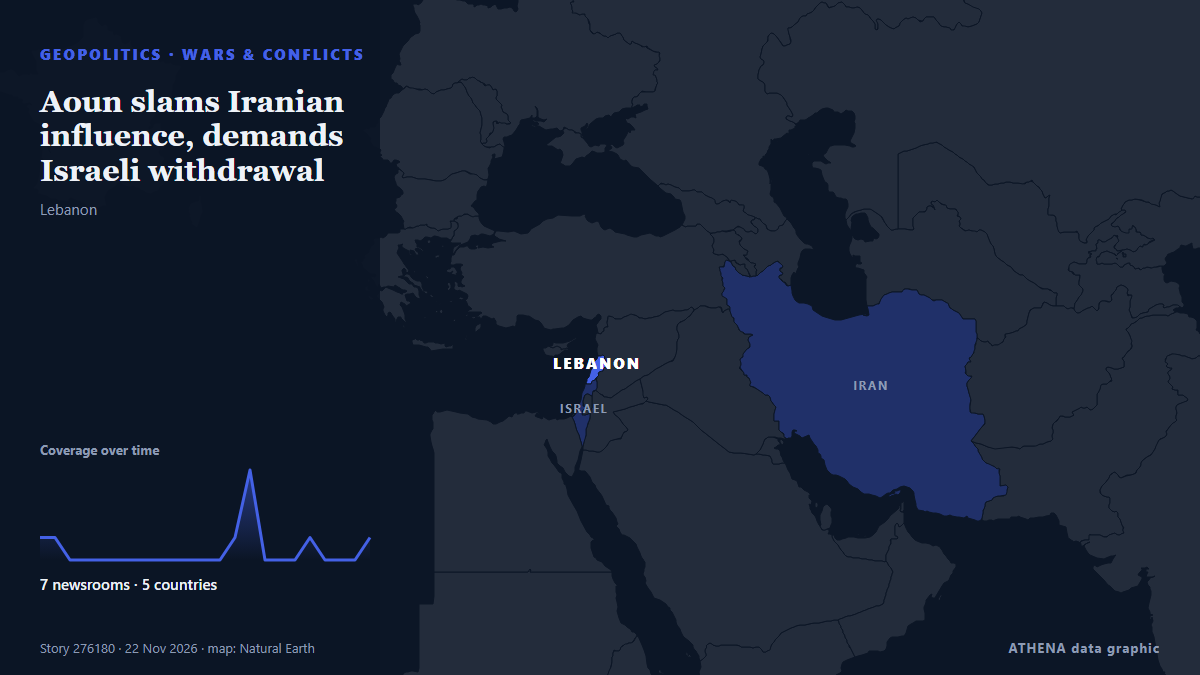 GEOPOLITICS · WARS & CONFLICTS
Aoun slams Iranian
influence, demands
Israeli withdrawal
Lebanon
LEBANON
ISRAEL
IRAN
Coverage over time
7 newsrooms · 5 countries
Story 276180 · 22 Nov 2026 · map: Natural Earth
ATHENA data graphic